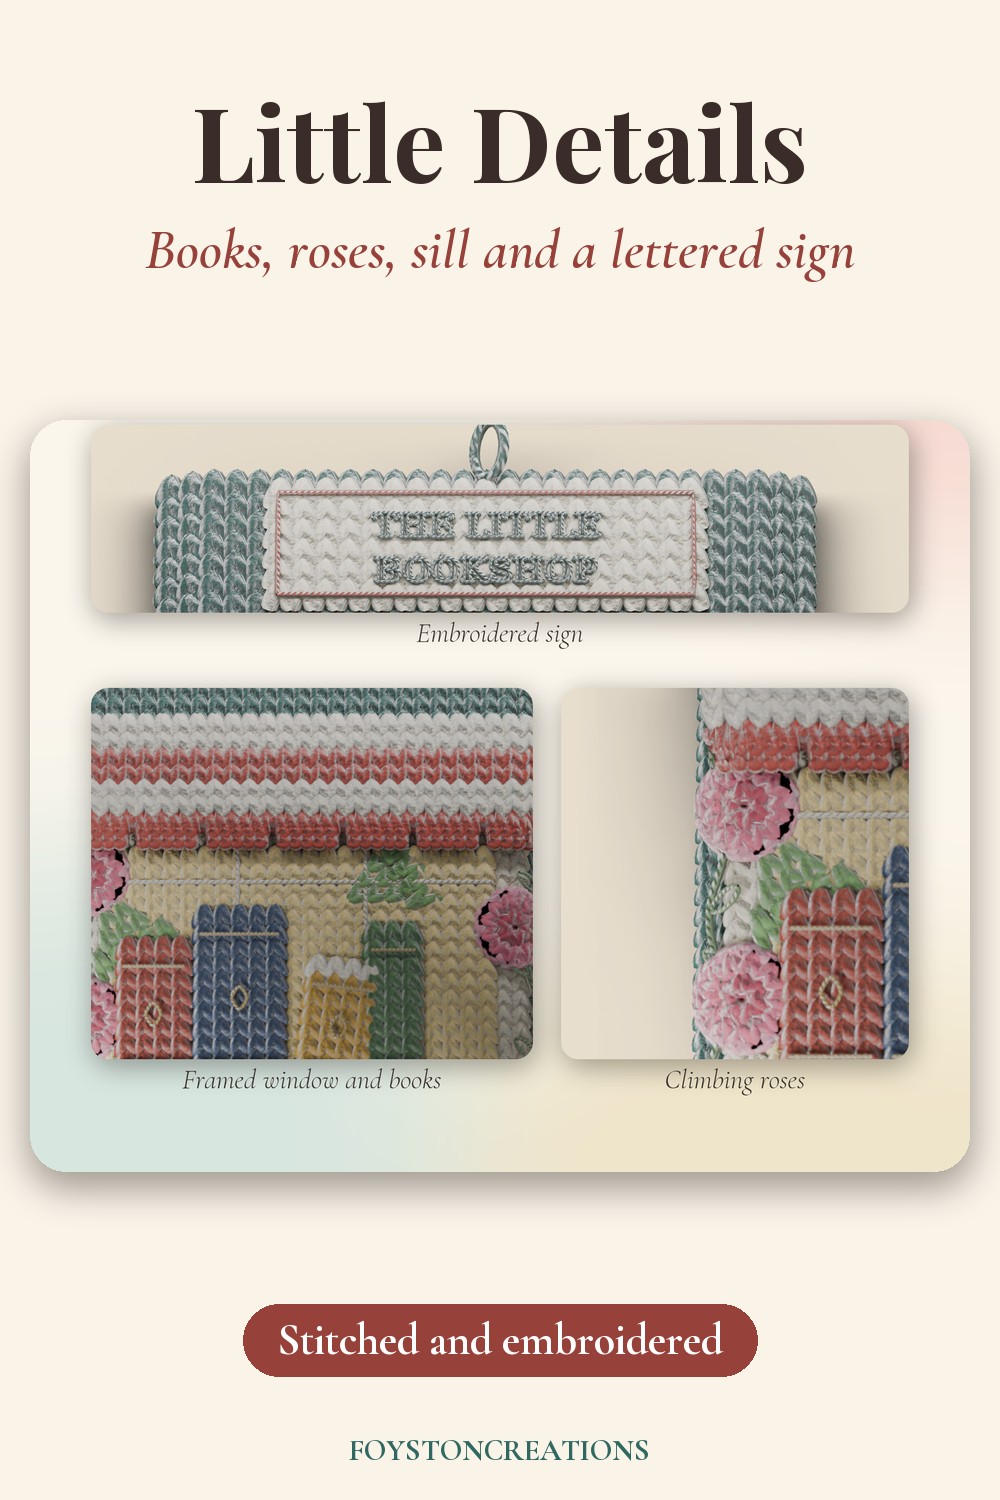 Little Details
Books, roses, sill and a lettered sign
THE LITTLE
BOOKSHOP
Embroidered sign
Framed window and books
Climbing roses
Stitched and embroidered
FOYSTONCREATIONS